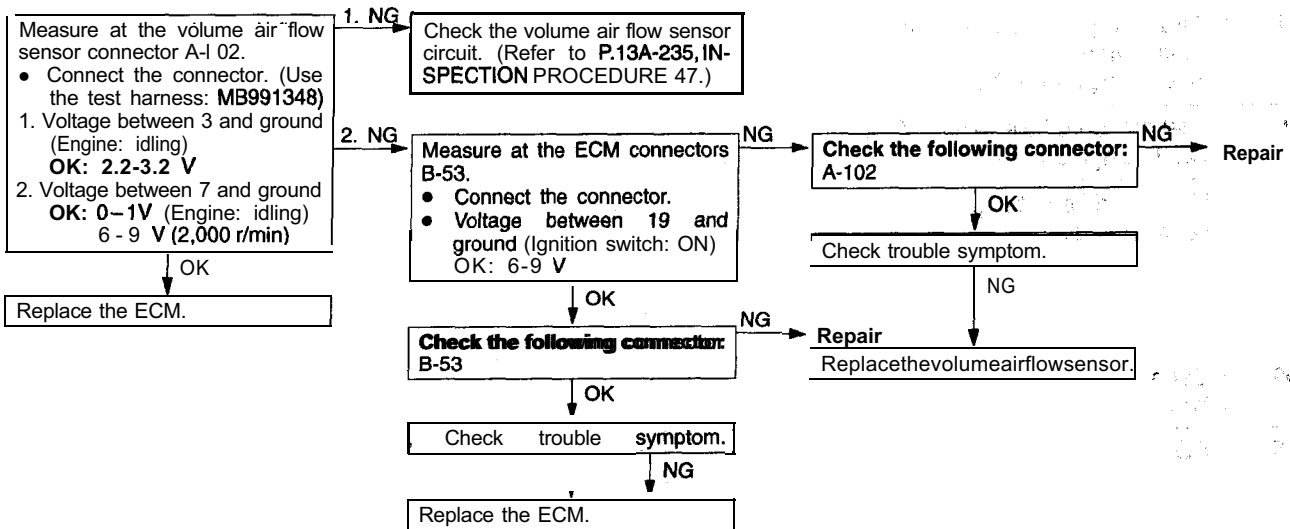 Measure at the volume air flow
sensor connector A-I 02.
● Connect the connector. (Use
the test harness: MB991348)
1. Voltage between 3 and ground
(Engine: idling)
OK: 2.2-3.2 V
2. Voltage between 7 and ground
OK: 0–1V (Engine: idling)
6 - 9 V (2,000 r/min)
OK
Replace the ECM.
1. NG
Check the volume air flow sensor
circuit. (Refer to P.13A-235, IN-
SPECTION PROCEDURE 47.)
2. NG
Measure at the ECM connectors
B-53.
● Connect the connector.
● Voltage between 19 and
ground (Ignition switch: ON)
OK: 6-9 V
OK
Check the following connector:
B-53
NG
Repair
OK
Check trouble symptom.
NG
Replace the ECM.
NG
Check the following connector:
A-102
NG
Repair
OK
Check trouble symptom.
NG
Replacethevolumeairflowsensor.